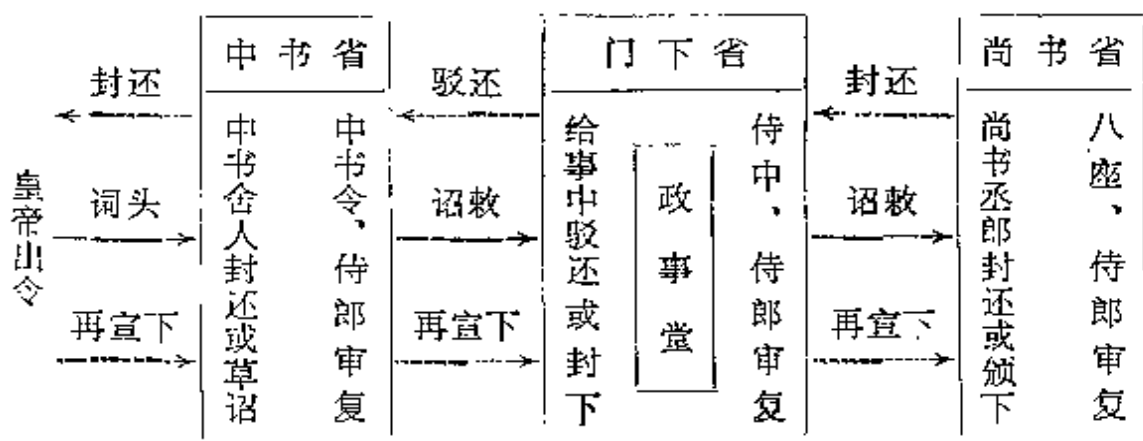 皇帝出令
封还
词头
再宣下
中书省
中书舍人封还或草诏
中书令、侍郎审复
驳还
诏敕
再宣下
门下省
给事中驳还或封下
政事堂
侍中、侍郎审复
封还
诏敕
再宣下
尚书省
尚书丞郎封还或颁下
八座、侍郎审复